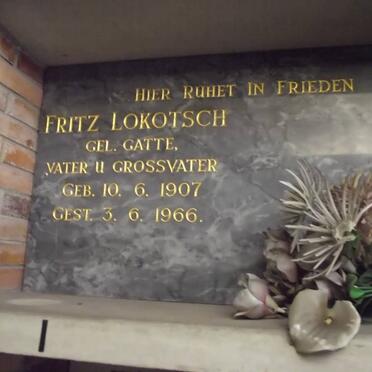 HIER RUHET IN FRIEDEN
FRITZ LOKOTSCH
GEL. GATTE,
VATER U GROSSVATER
GEB. 10. 6. 1907
GEST. 3. 6. 1966.